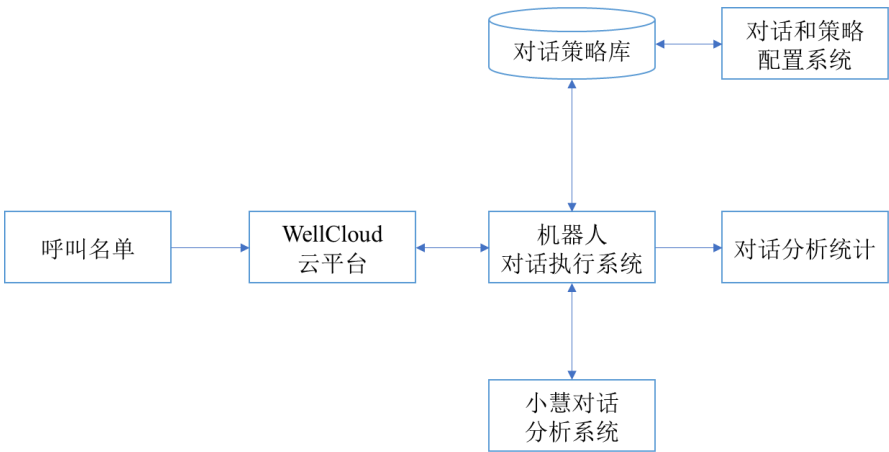 对话策略库
对话和策略
配置系统
呼叫名单
WellCloud
云平台
机器人
对话执行系统
对话分析统计
小慧对话
分析系统